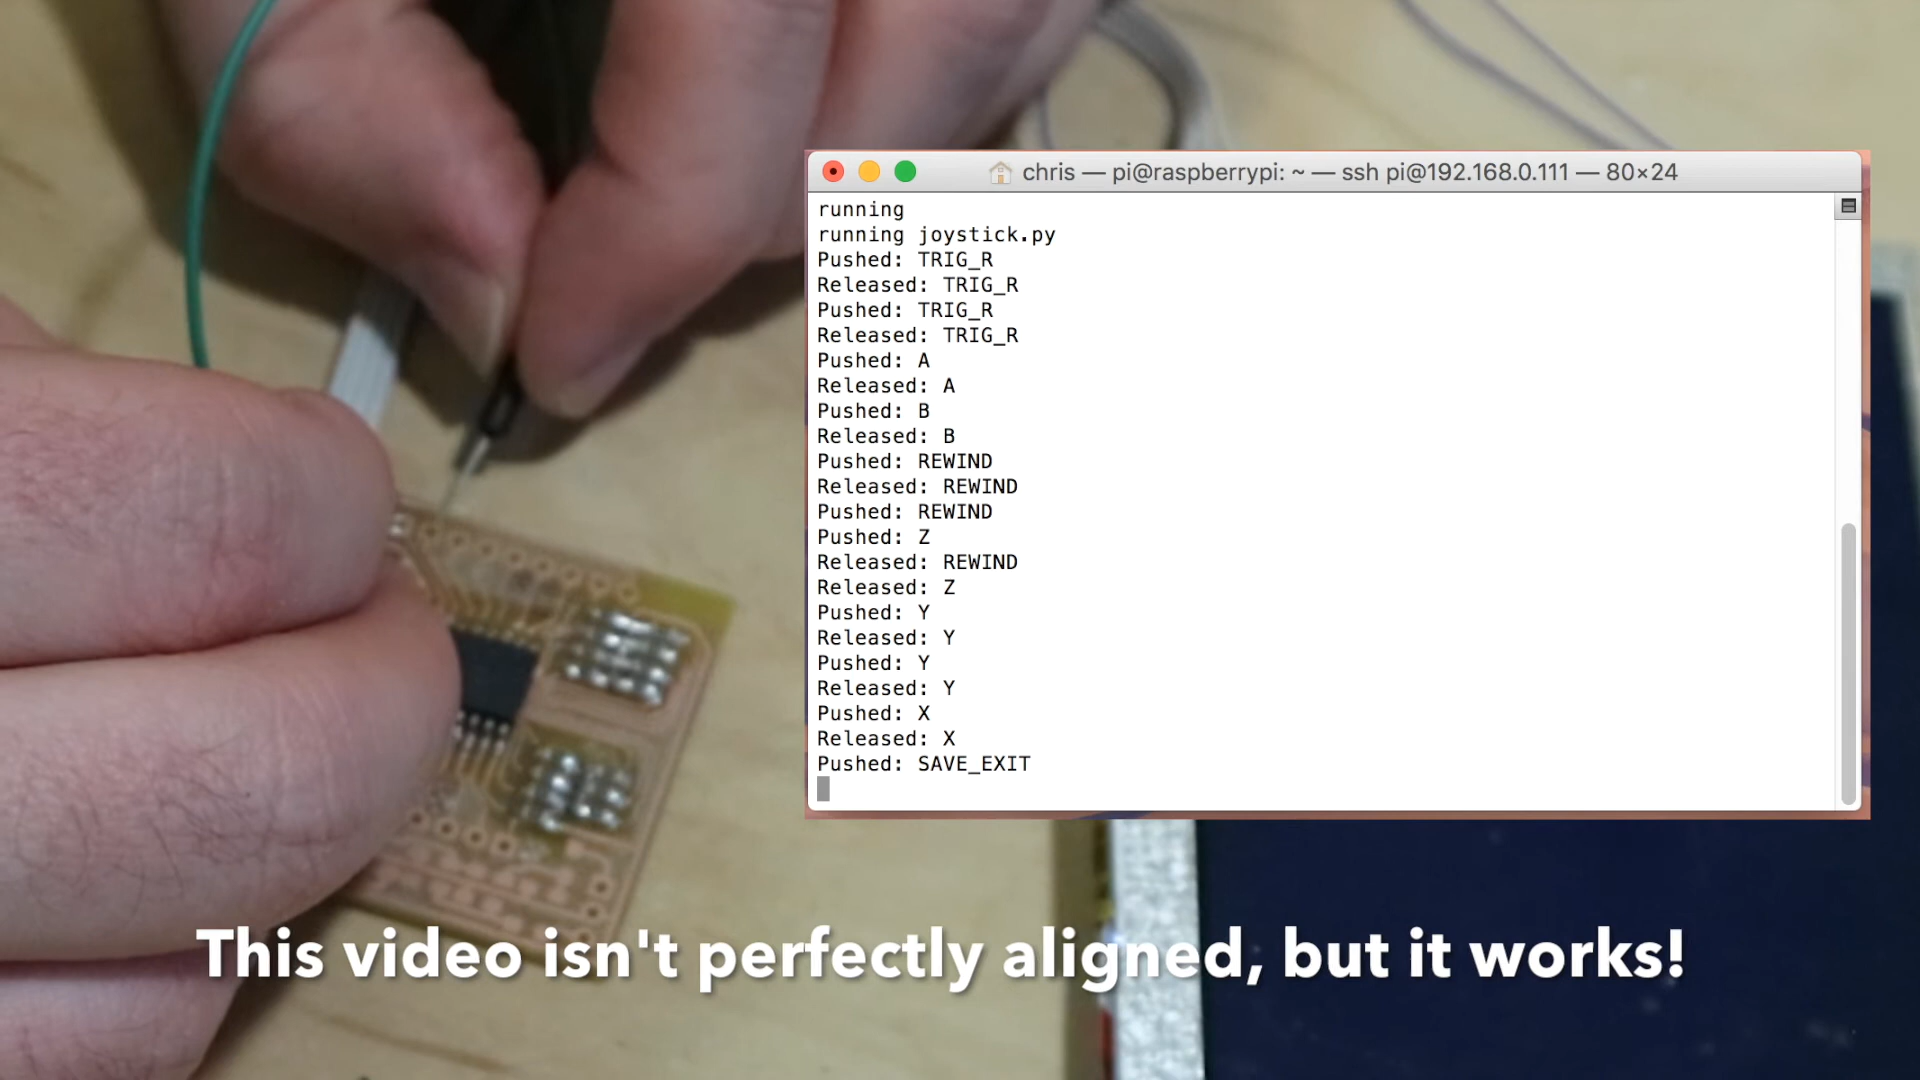 chris — pi@raspberrypi: ~ — ssh pi@192.168.0.111 — 80×24
running
running joystick.py
Pushed: TRIG_R
Released: TRIG_R
Pushed: TRIG_R
Released: TRIG_R
Pushed: A
Released: A
Pushed: B
Released: B
Pushed: REWIND
Released: REWIND
Pushed: REWIND
Pushed: Z
Released: REWIND
Released: Z
Pushed: Y
Released: Y
Pushed: Y
Released: Y
Pushed: X
Released: X
Pushed: SAVE_EXIT
This video isn't perfectly aligned, but it works!